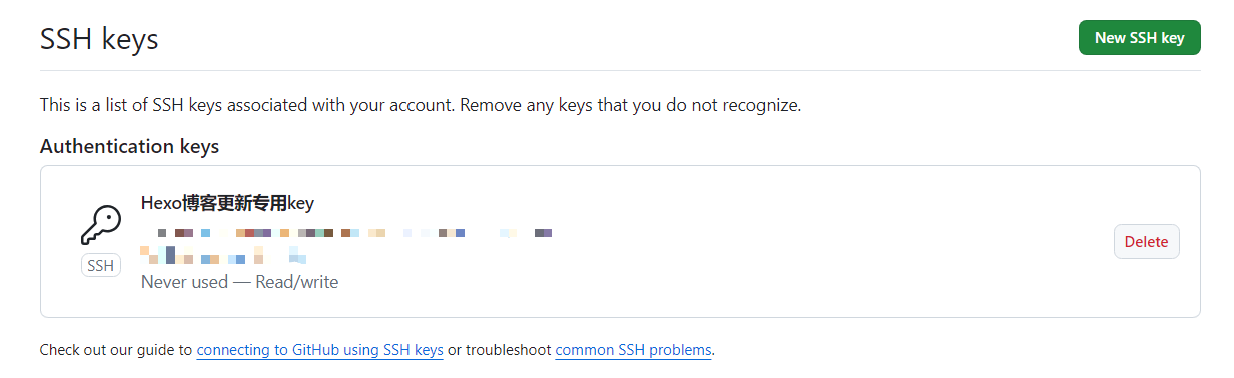 SSH keys
New SSH key
This is a list of SSH keys associated with your account. Remove any keys that you do not recognize.
Authentication keys
Hexo博客更新专用key
SSH
Never used — Read/write
Delete
Check out our guide to connecting to GitHub using SSH keys or troubleshoot common SSH problems.